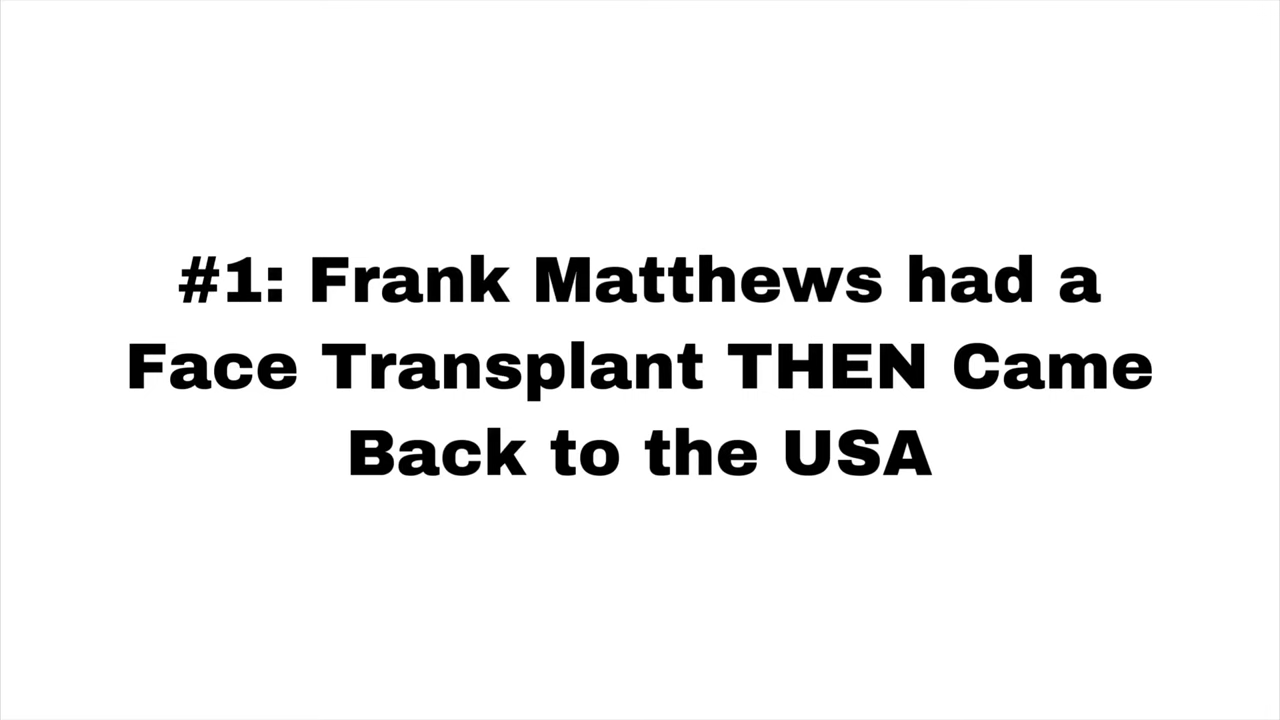 #1: Frank Matthews had a
Face Transplant THEN Came
Back to the USA